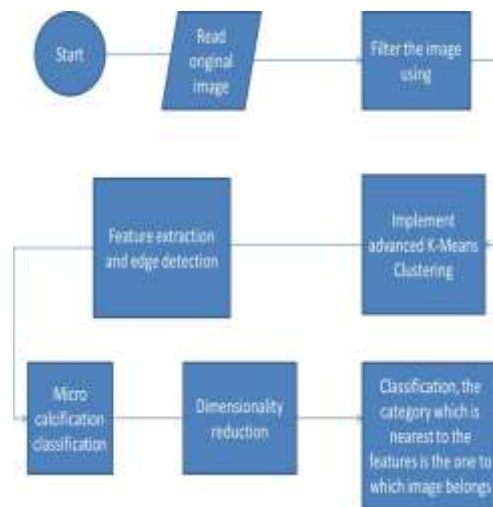 Start
Read
original
image
Filter the image
using
Implement
advanced K-Means
Clustering
Feature extraction
and edge detection
Micro
calcification
classification
Dimensionality
reduction
Classification, the
category which is
nearest to the
features is the one to
which image belongs